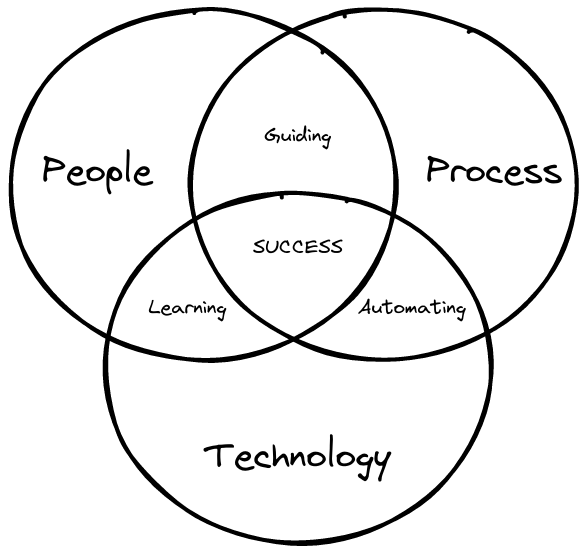 Guiding
People
Process
SUCCESS
Learning
Automating
Technology